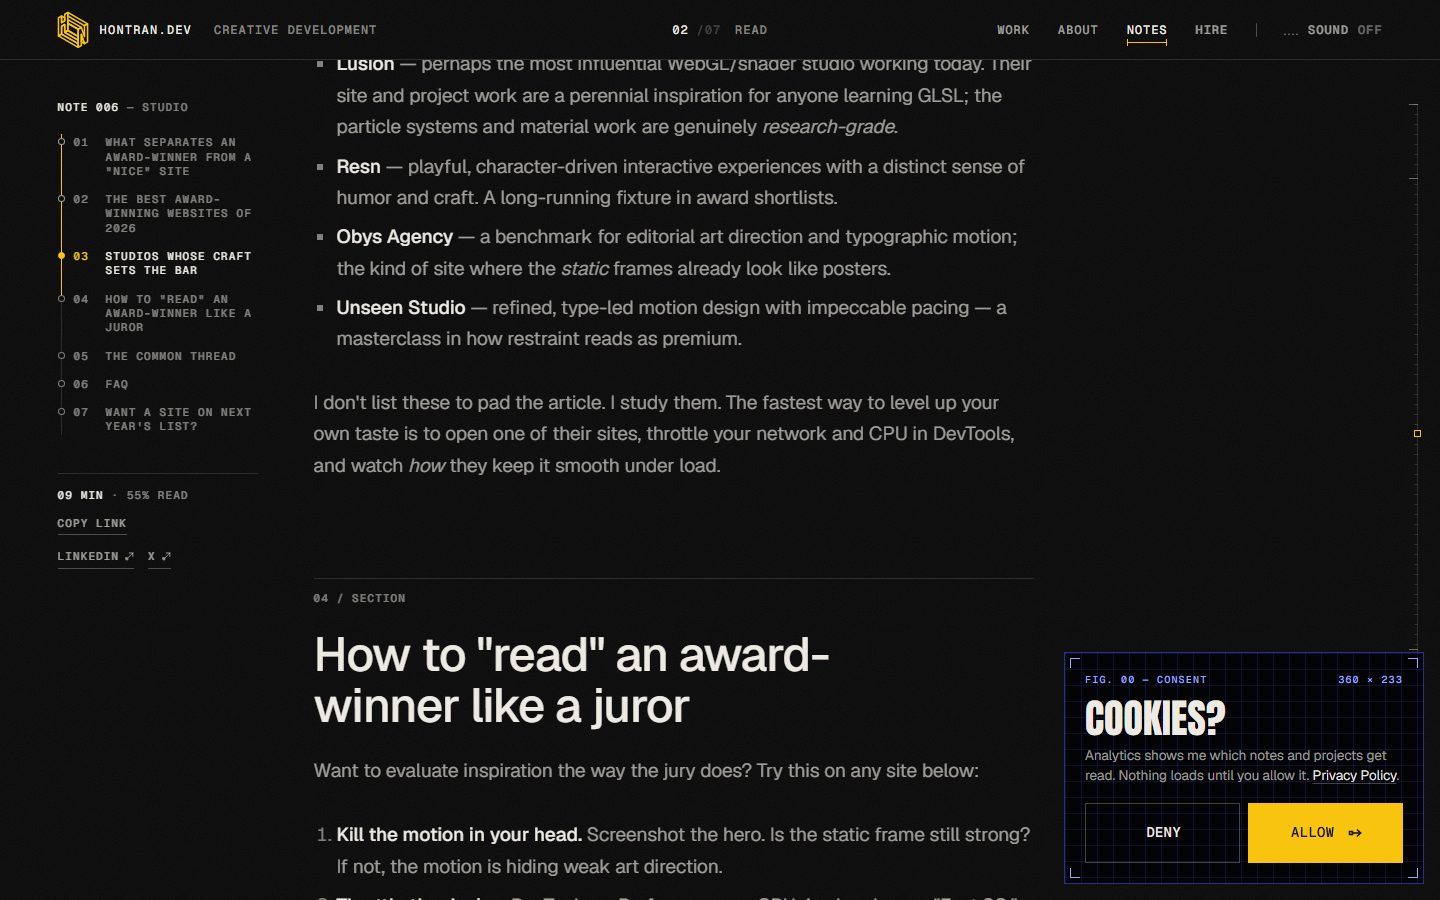 HONTRAN.DEV CREATIVE DEVELOPMENT 02 /07 READ WORK ABOUT NOTES HIRE .... SOUND OFF
NOTE 006 — STUDIO
01 WHAT SEPARATES AN
AWARD-WINNER FROM A
"NICE" SITE
02 THE BEST AWARD-
WINNING WEBSITES OF
2026
03 STUDIOS WHOSE CRAFT
SETS THE BAR
04 HOW TO "READ" AN
AWARD-WINNER LIKE A
JUROR
05 THE COMMON THREAD
06 FAQ
07 WANT A SITE ON NEXT
YEAR'S LIST?
09 MIN · 55% READ
COPY LINK
LINKEDIN ↗ X ↗
Lusion — perhaps the most influential WebGL/shader studio working today. Their
site and project work are a perennial inspiration for anyone learning GLSL; the
particle systems and material work are genuinely research-grade.
Resn — playful, character-driven interactive experiences with a distinct sense of
humor and craft. A long-running fixture in award shortlists.
Obys Agency — a benchmark for editorial art direction and typographic motion;
the kind of site where the static frames already look like posters.
Unseen Studio — refined, type-led motion design with impeccable pacing — a
masterclass in how restraint reads as premium.
I don't list these to pad the article. I study them. The fastest way to level up your
own taste is to open one of their sites, throttle your network and CPU in DevTools,
and watch how they keep it smooth under load.
04 / SECTION
How to "read" an award-
winner like a juror
Want to evaluate inspiration the way the jury does? Try this on any site below:
1. Kill the motion in your head. Screenshot the hero. Is the static frame still strong?
If not, the motion is hiding weak art direction.
FIG. 00 — CONSENT 360 × 233
COOKIES?
Analytics shows me which notes and projects get
read. Nothing loads until you allow it. Privacy Policy.
DENY ALLOW